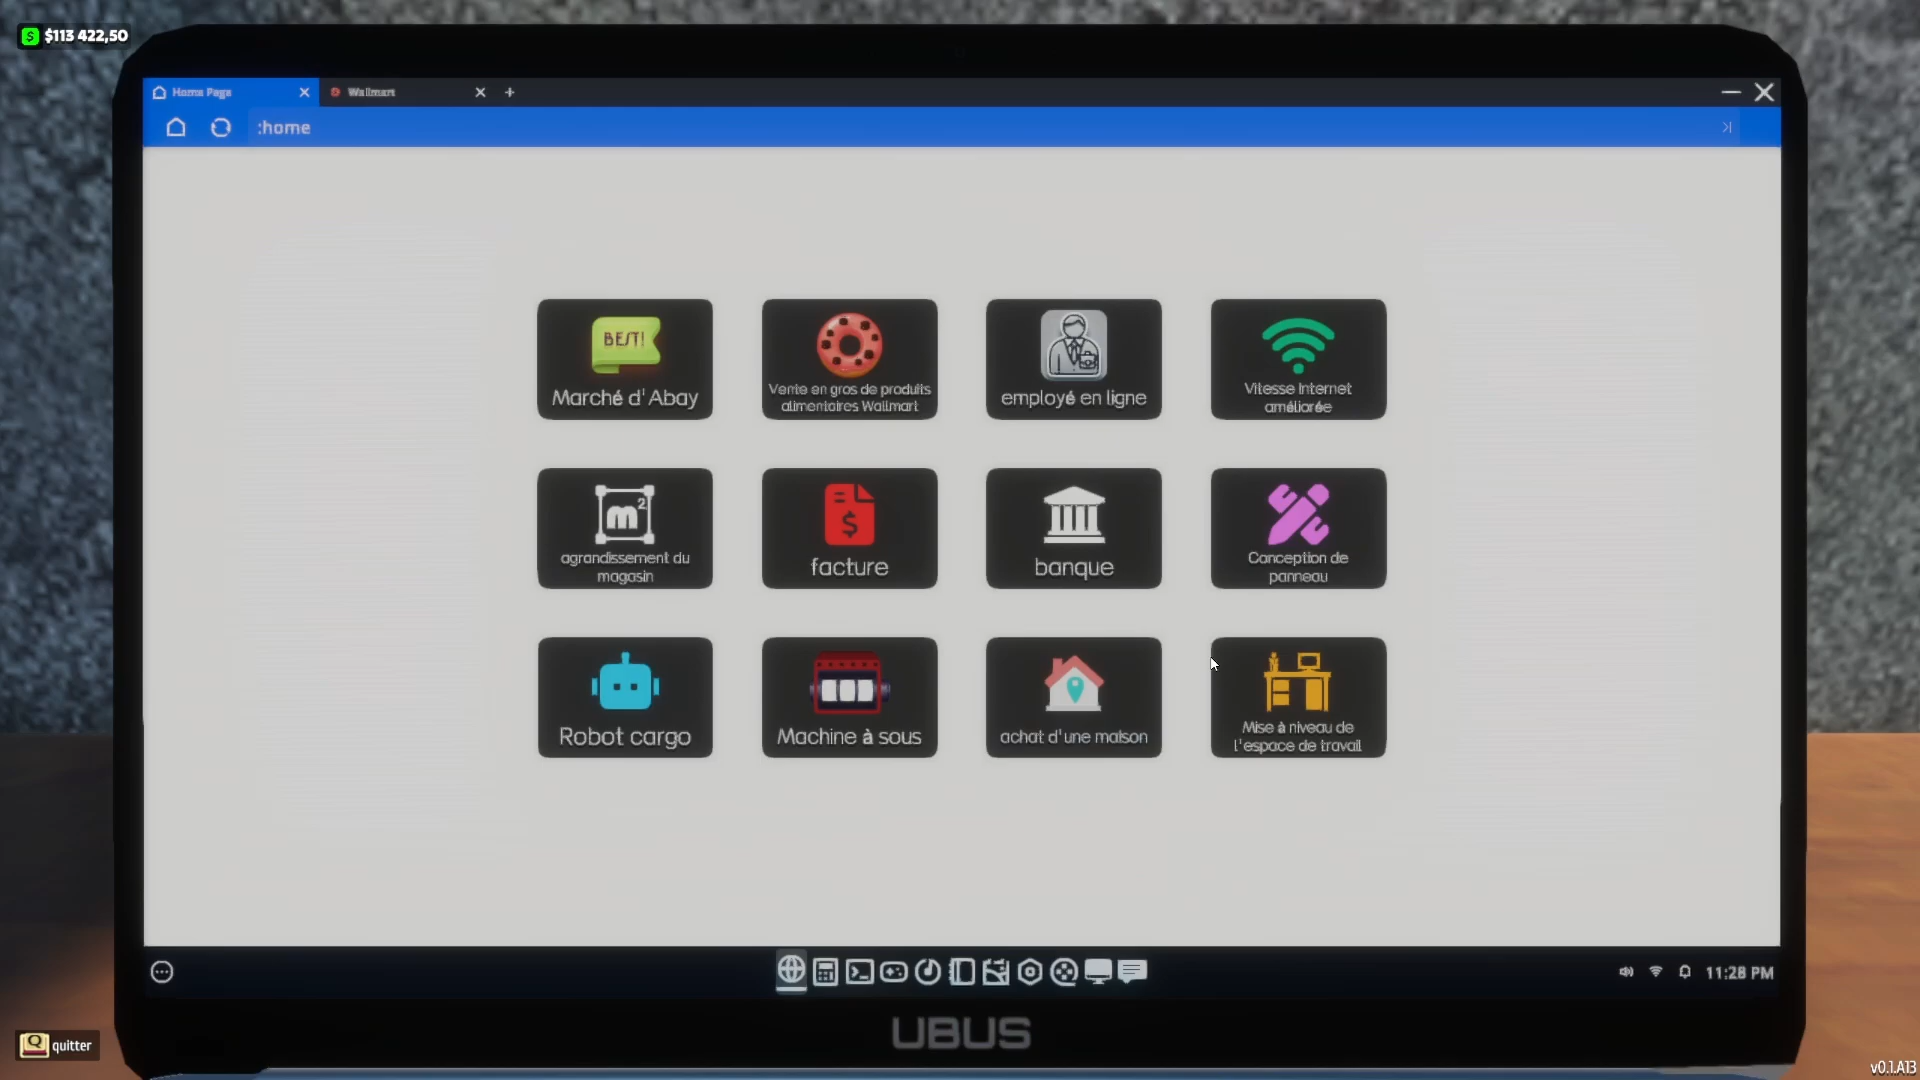 $113 422,50
Home Page
Wallmart
:home
BEST!
Marché d'Abay
Vente en gros de produits
alimentaires Wallmart
employé en ligne
Vitesse Internet
améliorée
m2
agrandissement du
magasin
$
facture
banque
Conception de
panneau
Robot cargo
Machine à sous
achat d'une maison
Mise à niveau de
l'espace de travail
11:28 PM
UBUS
Q quitter
v0.1.A13